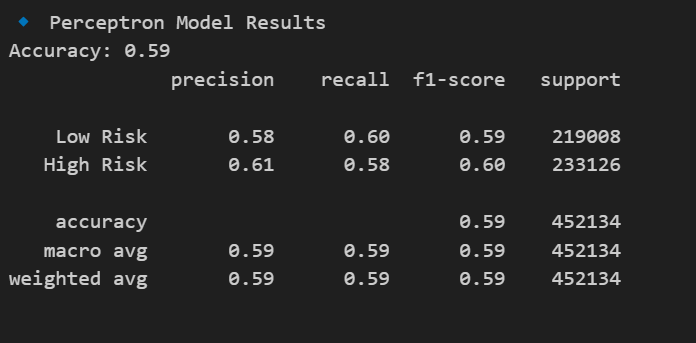 🔹 Perceptron Model Results
Accuracy: 0.59
precision recall f1-score support
Low Risk 0.58 0.60 0.59 219008
High Risk 0.61 0.58 0.60 233126
accuracy 0.59 452134
macro avg 0.59 0.59 0.59 452134
weighted avg 0.59 0.59 0.59 452134